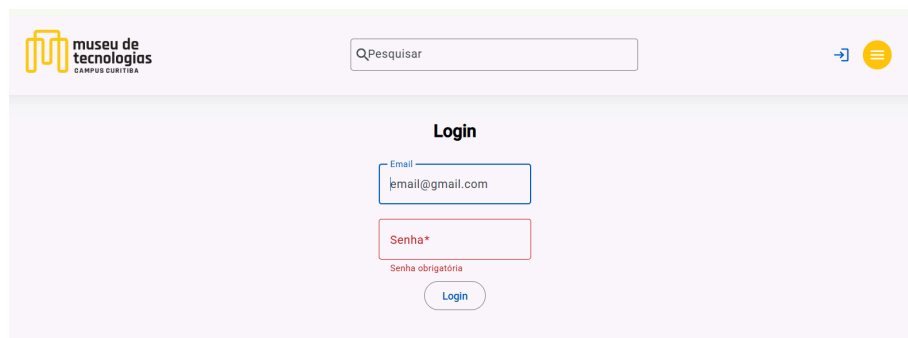 museu de
tecnologias
CAMPUS CURITIBA
Pesquisar
Login
Email
email@gmail.com
Senha*
Senha obrigatória
Login